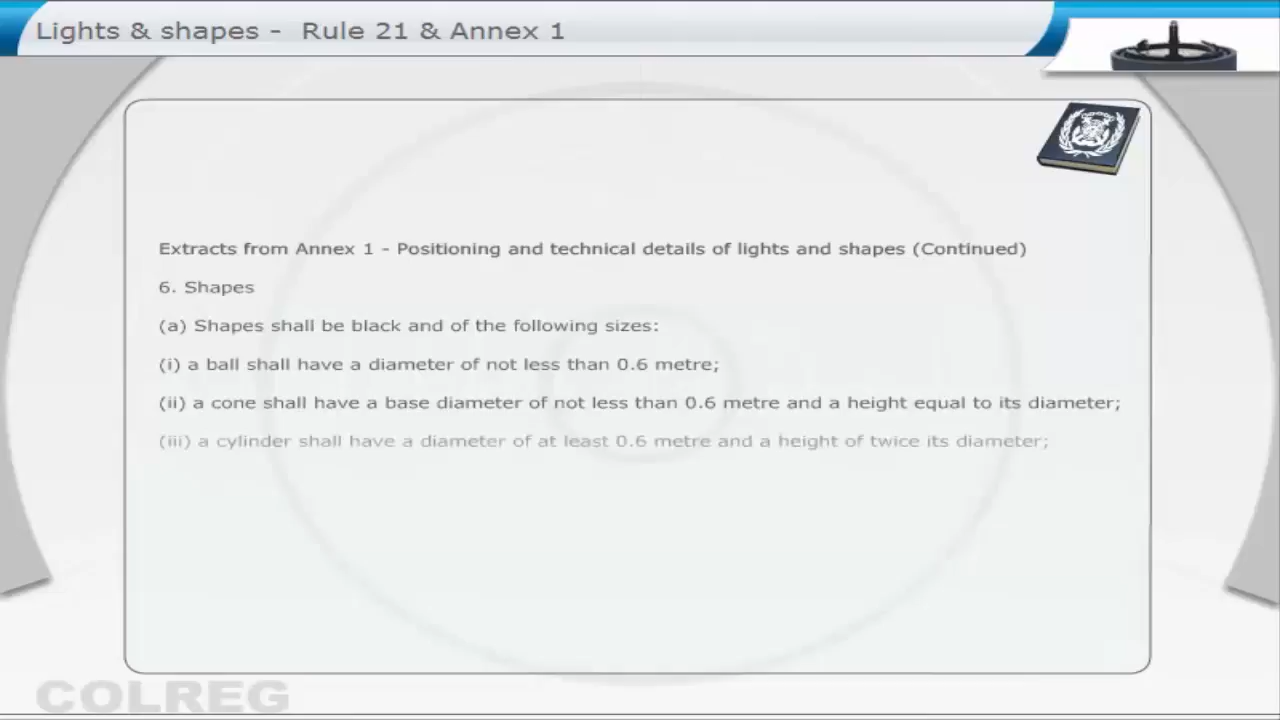 Lights & shapes -  Rule 21 & Annex 1
Extracts from Annex 1 - Positioning and technical details of lights and shapes (Continued)
6. Shapes
(a) Shapes shall be black and of the following sizes:
(i) a ball shall have a diameter of not less than 0.6 metre;
(ii) a cone shall have a base diameter of not less than 0.6 metre and a height equal to its diameter;
(iii) a cylinder shall have a diameter of at least 0.6 metre and a height of twice its diameter;
COLREG